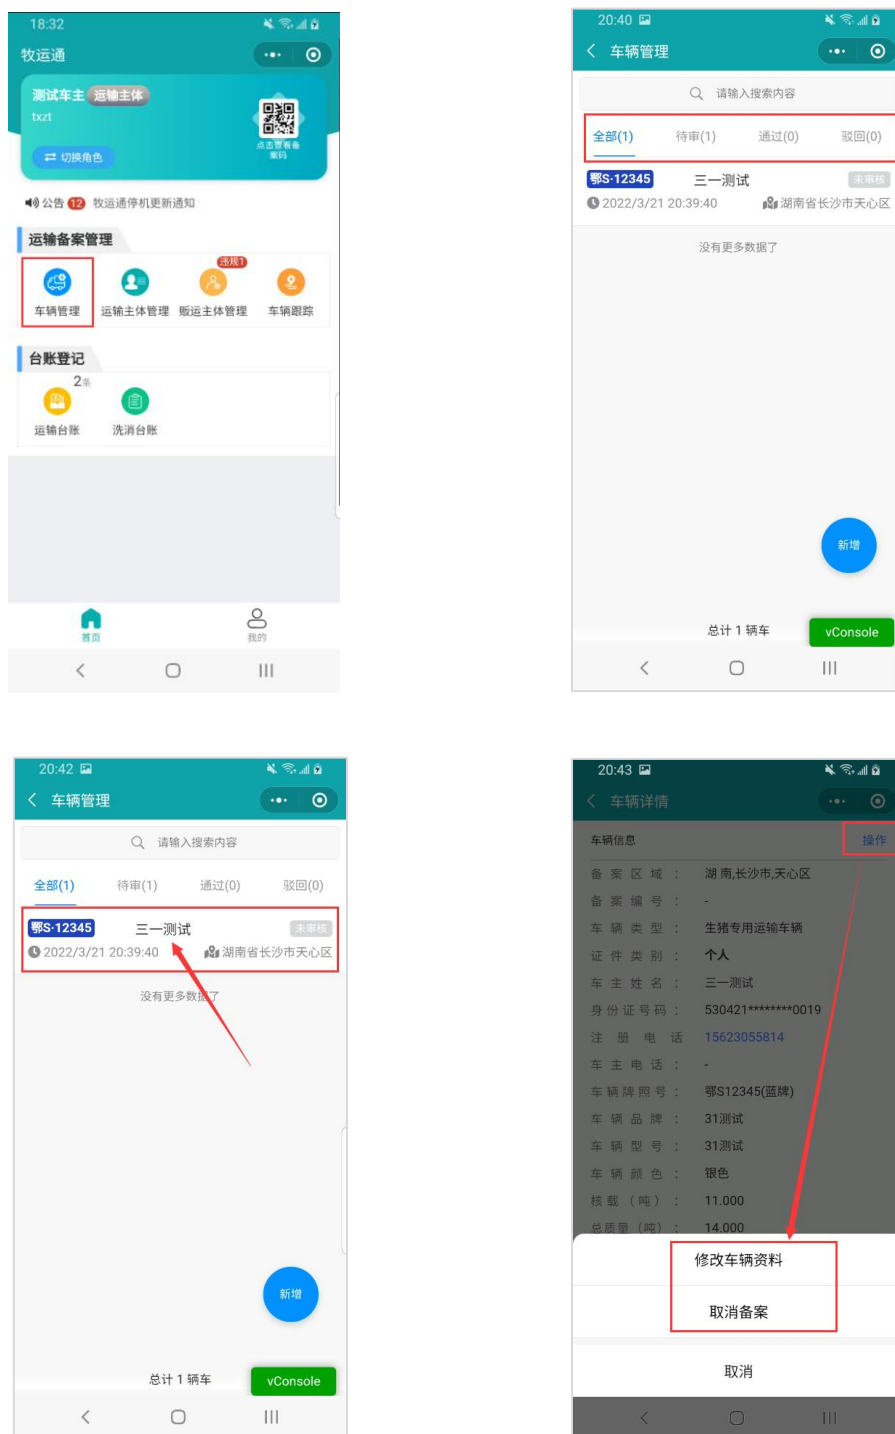 18:32
牧运通
测试车主 运输主体
txzt
切换角色
点击查看备
案码
公告 12 牧运通停机更新通知
运输备案管理
违规1
车辆管理 运输主体管理 贩运主体管理 车辆跟踪
台账登记
2条
运输台账 洗消台账
首页 我的
20:40
车辆管理
请输入搜索内容
全部(1) 待审(1) 通过(0) 驳回(0)
鄂S·12345 三一测试 未审核
2022/3/21 20:39:40 湖南省长沙市天心区
没有更多数据了
新增
总计 1 辆车 vConsole
20:42
车辆管理
请输入搜索内容
全部(1) 待审(1) 通过(0) 驳回(0)
鄂S·12345 三一测试 未审核
2022/3/21 20:39:40 湖南省长沙市天心区
没有更多数据了
新增
总计 1 辆车 vConsole
20:43
车辆详情
车辆信息 操作
备案区域： 湖南,长沙市,天心区
备案编号： -
车辆类型： 生猪专用运输车辆
证件类别： 个人
车主姓名： 三一测试
身份证号码： 530421********0019
注册电话 15623055814
车主电话： -
车辆牌照号： 鄂S12345(蓝牌)
车辆品牌： 31测试
车辆型号： 31测试
车辆颜色： 银色
核载（吨）： 11.000
总质量（吨）： 14.000
修改车辆资料
取消备案
取消